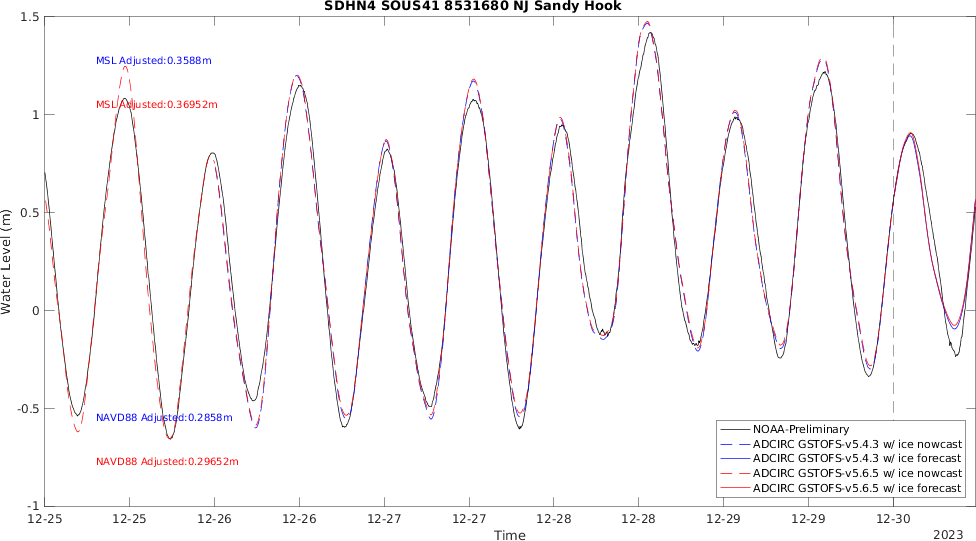 SDHN4 SOUS41 8531680 NJ Sandy Hook
Water Level (m)
1.5
1
0.5
0
-0.5
-1
MSL Adjusted:0.3588m
MSL Adjusted:0.36952m
NAVD88 Adjusted:0.2858m
NAVD88 Adjusted:0.29652m
NOAA-Preliminary
ADCIRC GSTOFS-v5.4.3 w/ ice nowcast
ADCIRC GSTOFS-v5.4.3 w/ ice forecast
ADCIRC GSTOFS-v5.6.5 w/ ice nowcast
ADCIRC GSTOFS-v5.6.5 w/ ice forecast
12-25 12-25 12-26 12-26 12-27 12-27 12-28 12-28 12-29 12-29 12-30
Time
2023